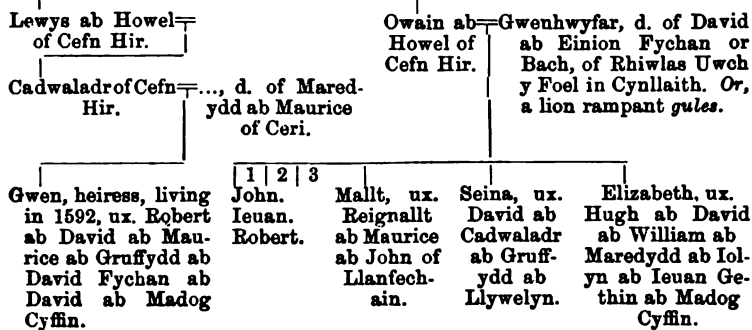 Lewys ab Howel
of Cefn Hir.
Owain ab
Howel of
Cefn Hir.
Gwenhwyfar, d. of David
ab Einion Fychan or
Bach, of Rhiwlas Uwch
y Foel in Cynllaith. Or,
a lion rampant gules.
Cadwaladr of Cefn
Hir.
..., d. of Mared-
ydd ab Maurice
of Ceri.
Gwen, heiress, living
in 1592, ux. Robert
ab David ab Mau-
rice ab Gruffydd ab
David Fychan ab
David ab Madog
Cyffin.
1 | 2 | 3
John.
Ieuan.
Robert.
Mallt, ux.
Reignallt
ab Maurice
ab John of
Llanfech-
ain.
Seina, ux.
David ab
Cadwaladr
ab Gruff-
ydd ab
Llywelyn.
Elizabeth, ux.
Hugh ab David
ab William ab
Maredydd ab Iol-
yn ab Ieuan Ge-
thin ab Madog
Cyffin.